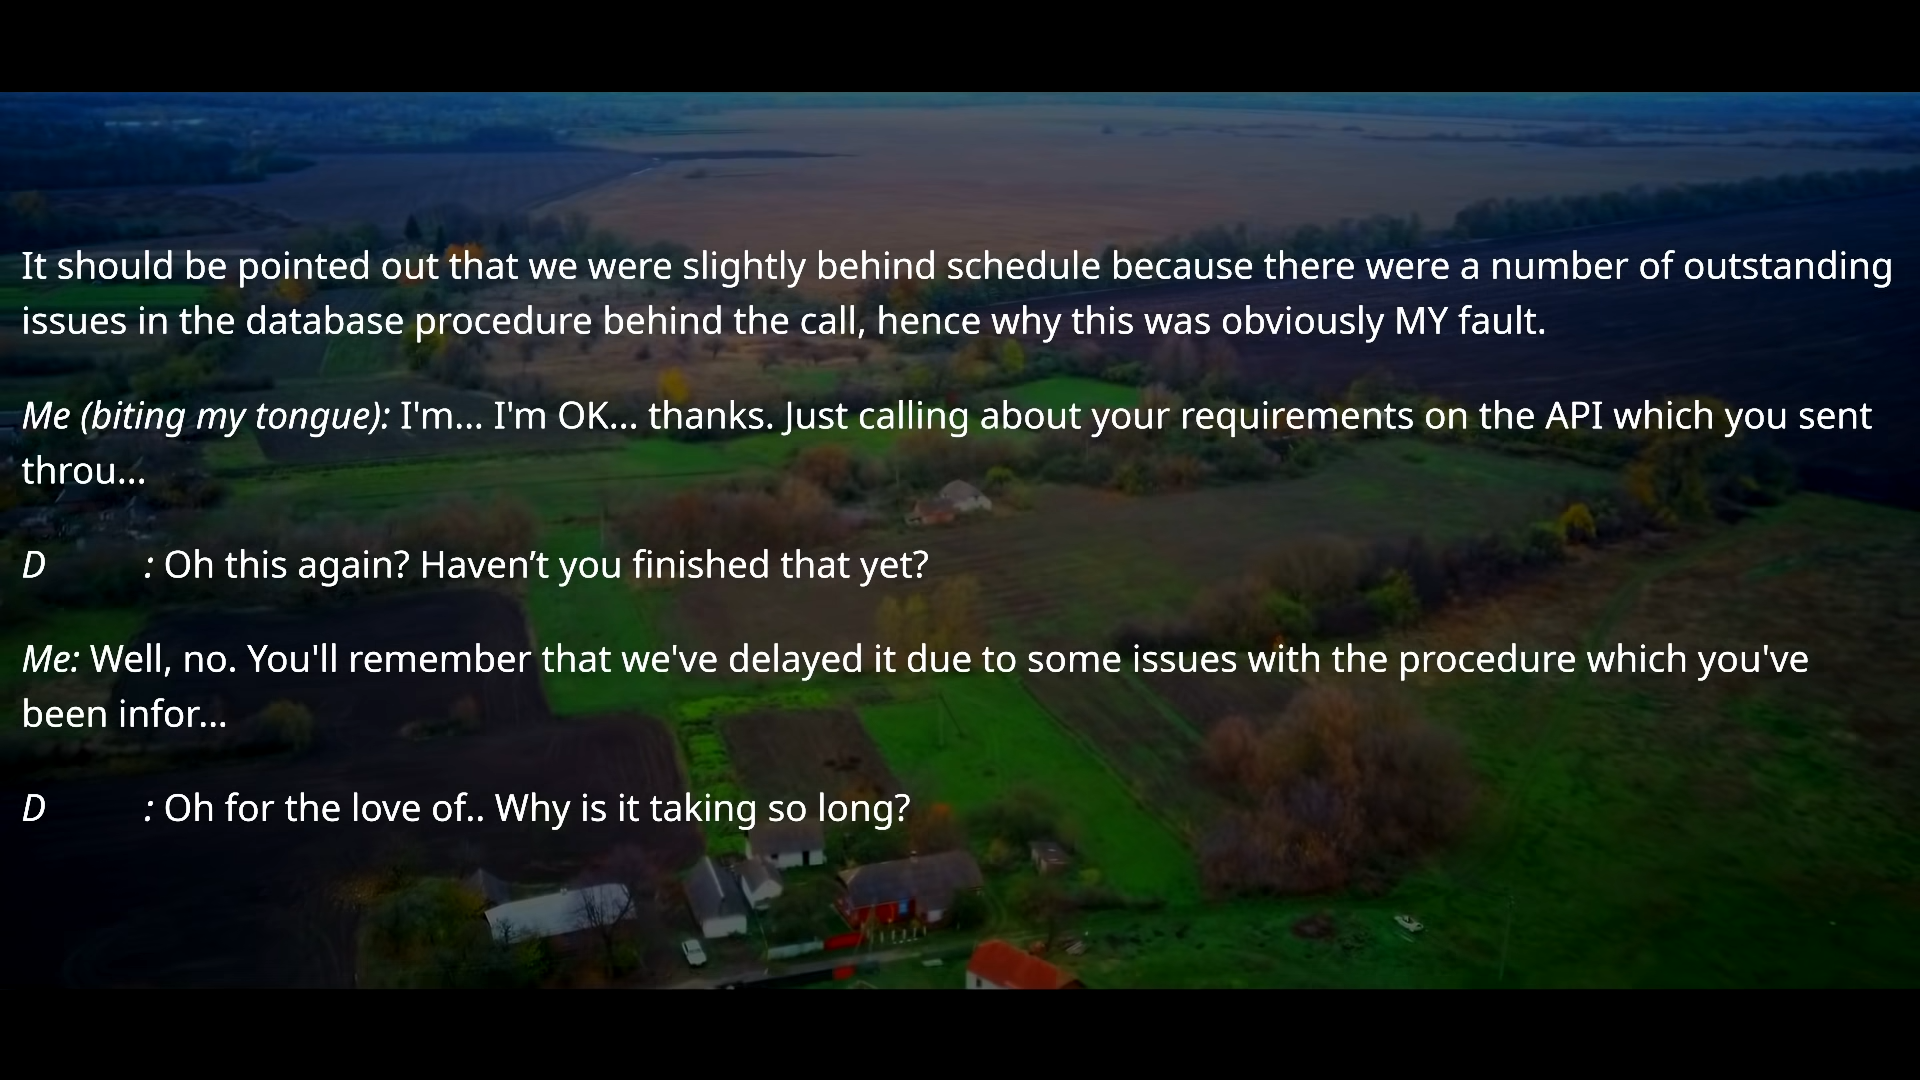 It should be pointed out that we were slightly behind schedule because there were a number of outstanding
issues in the database procedure behind the call, hence why this was obviously MY fault.
Me (biting my tongue): I'm... I'm OK... thanks. Just calling about your requirements on the API which you sent
throu...
D : Oh this again? Haven’t you finished that yet?
Me: Well, no. You'll remember that we've delayed it due to some issues with the procedure which you've
been infor...
D : Oh for the love of.. Why is it taking so long?